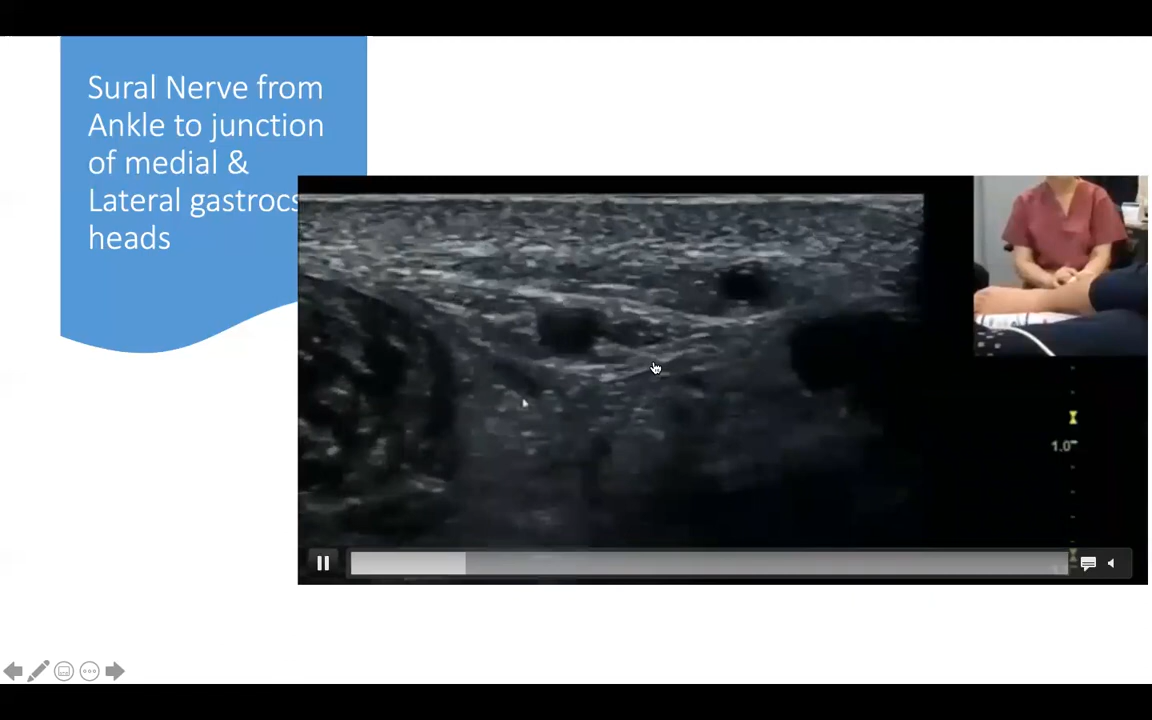 Sural Nerve from
Ankle to junction
of medial &
Lateral gastrocs
heads
1.0